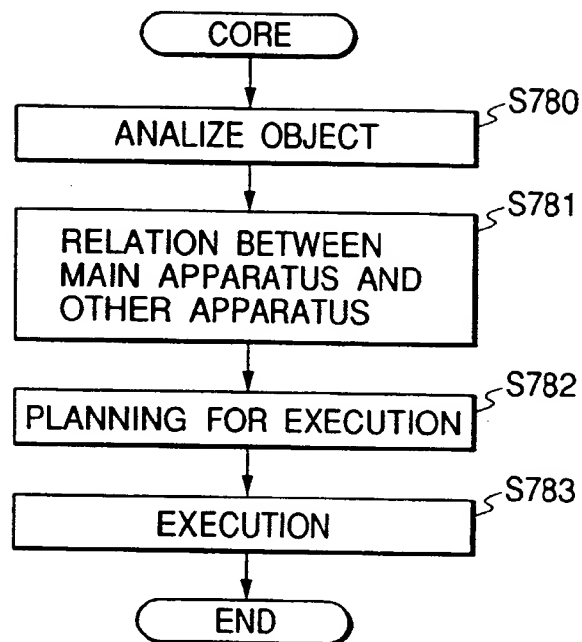 CORE
S780
ANALIZE OBJECT
S781
RELATION BETWEEN
MAIN APPARATUS AND
OTHER APPARATUS
S782
PLANNING FOR EXECUTION
S783
EXECUTION
END